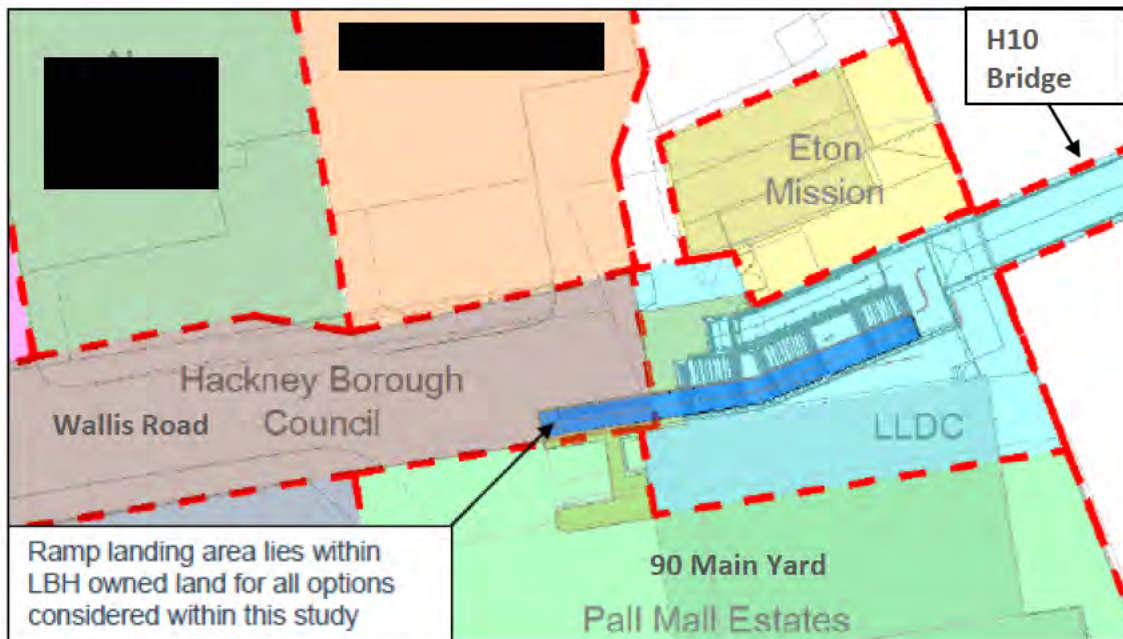 H10
Bridge
Eton
Mission
Hackney Borough
Council
Wallis Road
LLDC
Ramp landing area lies within
LBH owned land for all options
considered within this study
90 Main Yard
Pall Mall Estates